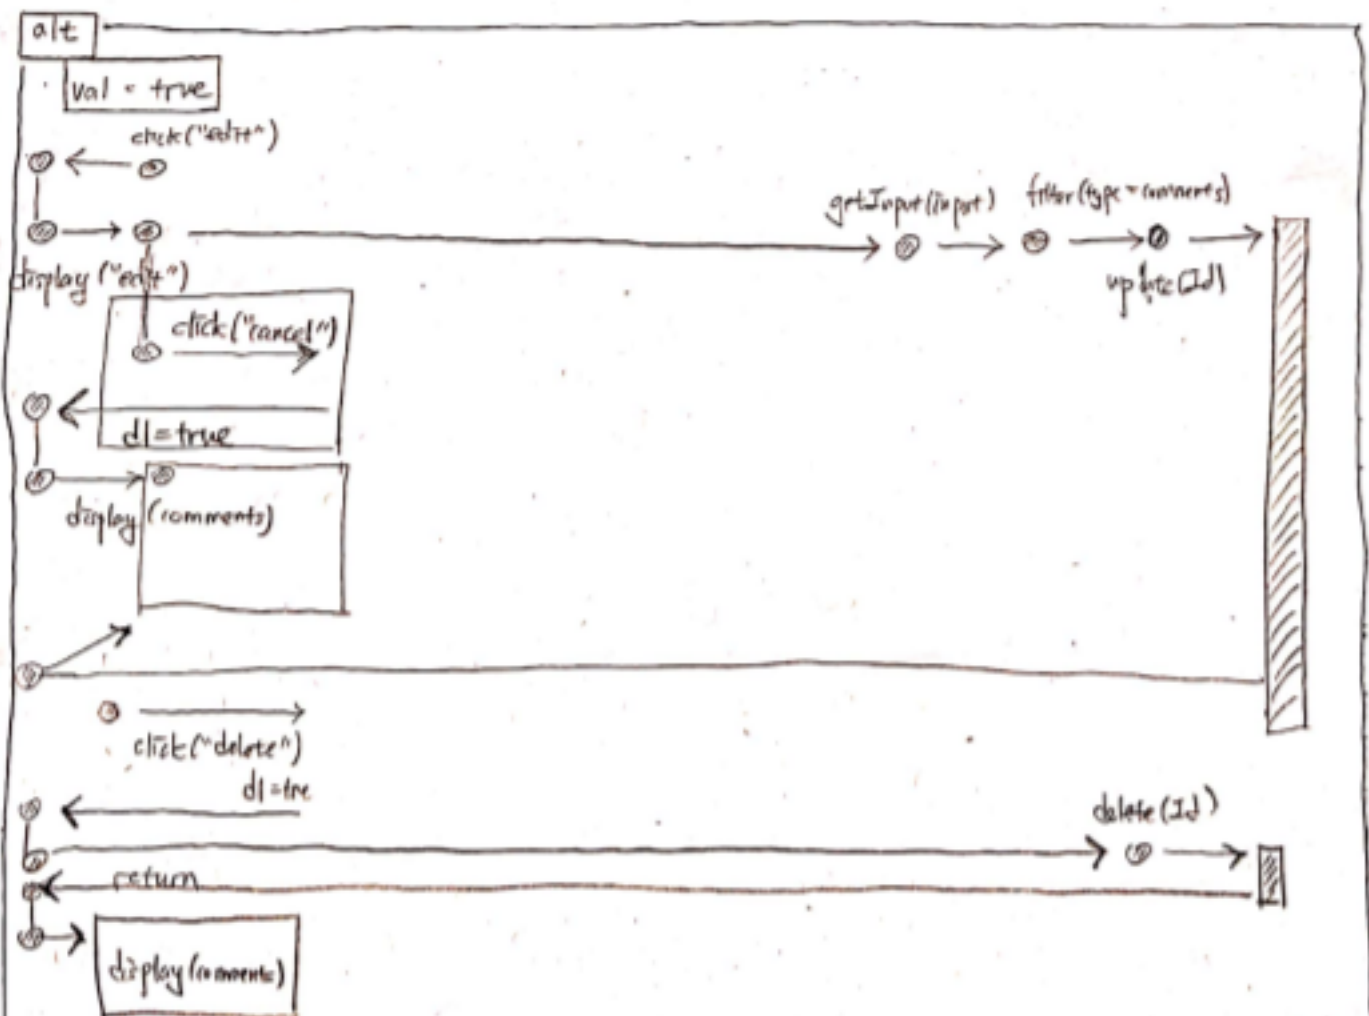 alt
val = true
click("edit")
getInput(input)
filter(type=comments)
display("edit")
update(Id)
click("cancel")
dl=true
display(comments)
click("delete")
dl=tre
delete(Id)
return
display(comments)